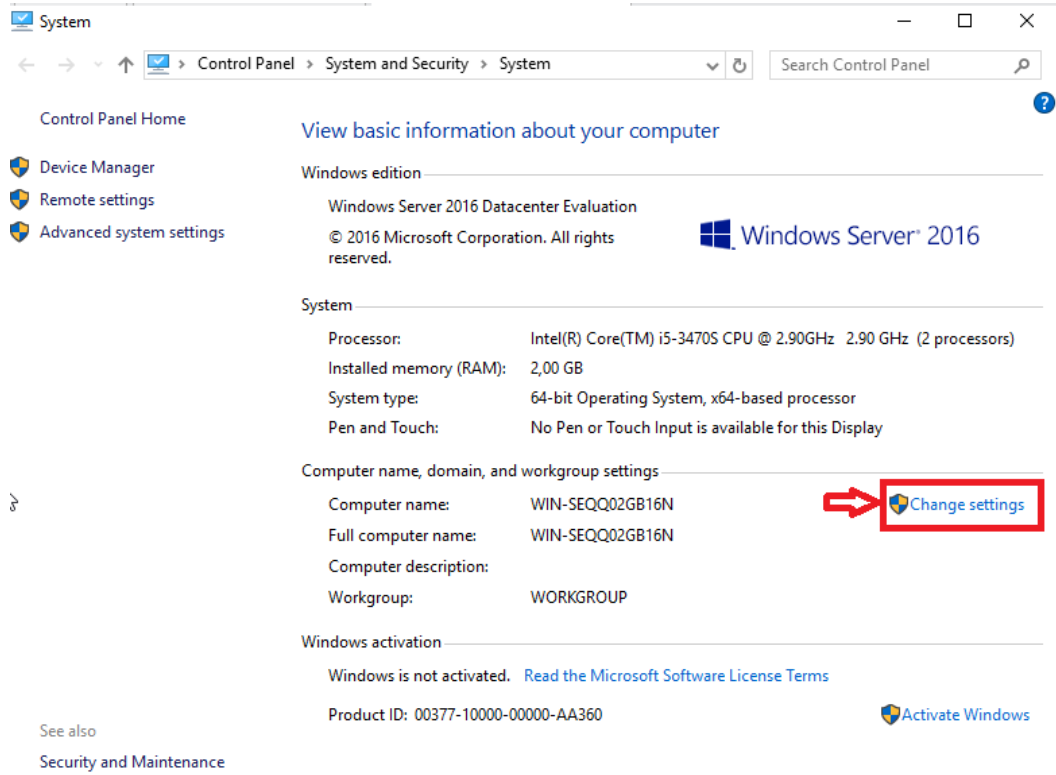 System
Control Panel > System and Security > System
Search Control Panel
Control Panel Home
Device Manager
Remote settings
Advanced system settings
View basic information about your computer
Windows edition
Windows Server 2016 Datacenter Evaluation
© 2016 Microsoft Corporation. All rights
reserved.
Windows Server® 2016
System
Processor: Intel(R) Core(TM) i5-3470S CPU @ 2.90GHz 2.90 GHz (2 processors)
Installed memory (RAM): 2,00 GB
System type: 64-bit Operating System, x64-based processor
Pen and Touch: No Pen or Touch Input is available for this Display
Computer name, domain, and workgroup settings
Computer name: WIN-SEQQ02GB16N
Change settings
Full computer name: WIN-SEQQ02GB16N
Computer description:
Workgroup: WORKGROUP
Windows activation
Windows is not activated. Read the Microsoft Software License Terms
Product ID: 00377-10000-00000-AA360
Activate Windows
See also
Security and Maintenance